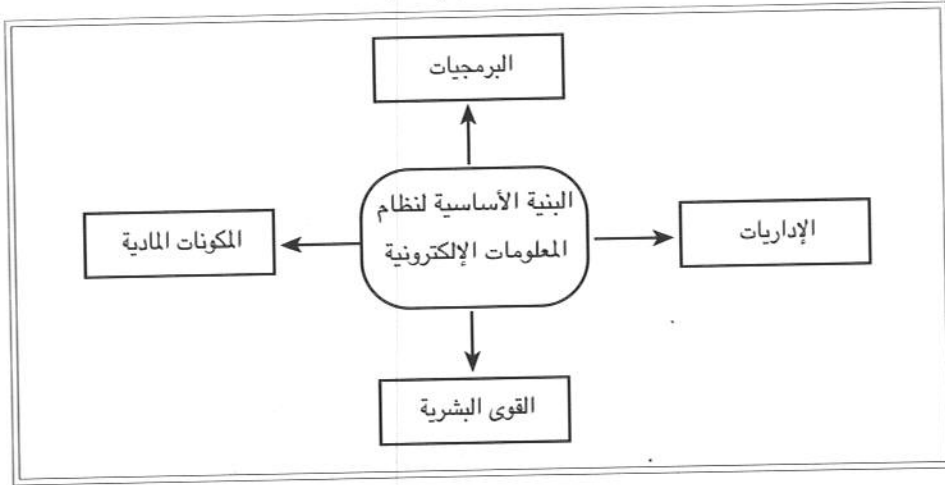 البرمجيات
البنية الأساسية لنظام
المعلومات الإلكترونية
الإداريات
المكونات المادية
القوى البشرية